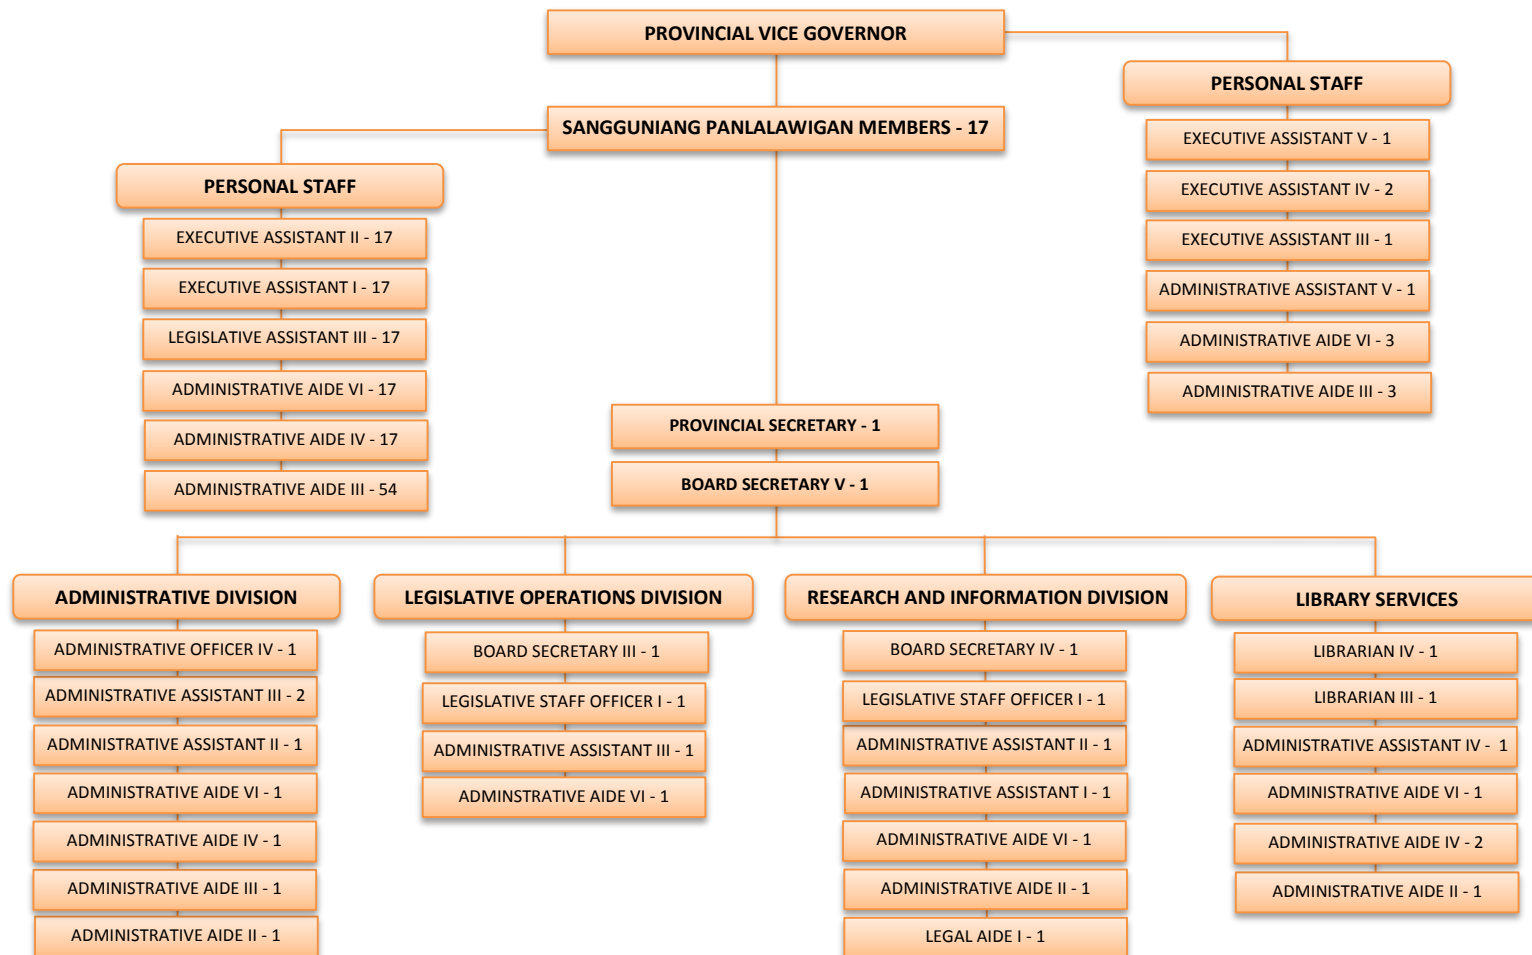 PROVINCIAL VICE GOVERNOR
PERSONAL STAFF
EXECUTIVE ASSISTANT V - 1
EXECUTIVE ASSISTANT IV - 2
EXECUTIVE ASSISTANT III - 1
ADMINISTRATIVE ASSISTANT V - 1
ADMINISTRATIVE AIDE VI - 3
ADMINISTRATIVE AIDE III - 3
SANGGUNIANG PANLALAWIGAN MEMBERS - 17
PERSONAL STAFF
EXECUTIVE ASSISTANT II - 17
EXECUTIVE ASSISTANT I - 17
LEGISLATIVE ASSISTANT III - 17
ADMINISTRATIVE AIDE VI - 17
ADMINISTRATIVE AIDE IV - 17
ADMINISTRATIVE AIDE III - 54
PROVINCIAL SECRETARY - 1
BOARD SECRETARY V - 1
ADMINISTRATIVE DIVISION
ADMINISTRATIVE OFFICER IV - 1
ADMINISTRATIVE ASSISTANT III - 2
ADMINISTRATIVE ASSISTANT II - 1
ADMINISTRATIVE AIDE VI - 1
ADMINISTRATIVE AIDE IV - 1
ADMINISTRATIVE AIDE III - 1
ADMINISTRATIVE AIDE II - 1
LEGISLATIVE OPERATIONS DIVISION
BOARD SECRETARY III - 1
LEGISLATIVE STAFF OFFICER I - 1
ADMINISTRATIVE ASSISTANT III - 1
ADMINSTRATIVE AIDE VI - 1
RESEARCH AND INFORMATION DIVISION
BOARD SECRETARY IV - 1
LEGISLATIVE STAFF OFFICER I - 1
ADMINISTRATIVE ASSISTANT II - 1
ADMINISTRATIVE ASSISTANT I - 1
ADMINISTRATIVE AIDE VI - 1
ADMINISTRATIVE AIDE II - 1
LEGAL AIDE I - 1
LIBRARY SERVICES
LIBRARIAN IV - 1
LIBRARIAN III - 1
ADMINISTRATIVE ASSISTANT IV - 1
ADMINISTRATIVE AIDE VI - 1
ADMINISTRATIVE AIDE IV - 2
ADMINISTRATIVE AIDE II - 1